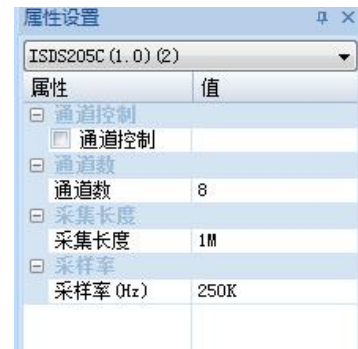 属性设置
ISDS205C(1.0)(2)
属性 值
通道控制
通道控制
通道数
通道数 8
采集长度
采集长度 1M
采样率
采样率(Hz) 250K